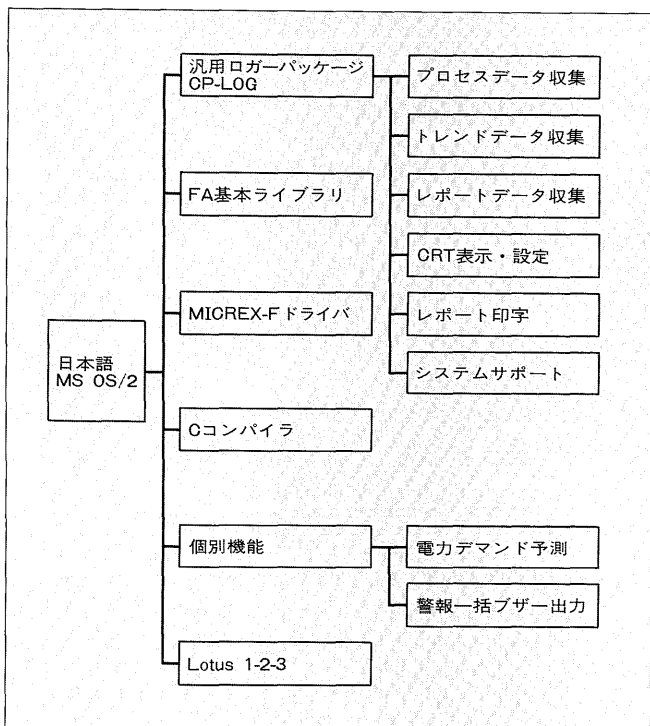 日本語
MS OS/2
汎用ロガーパッケージ
CP-LOG
プロセスデータ収集
トレンドデータ収集
レポートデータ収集
CRT表示・設定
レポート印字
システムサポート
FA基本ライブラリ
MICREX-Fドライバ
Cコンパイラ
個別機能
電力デマンド予測
警報一括ブザー出力
Lotus 1-2-3